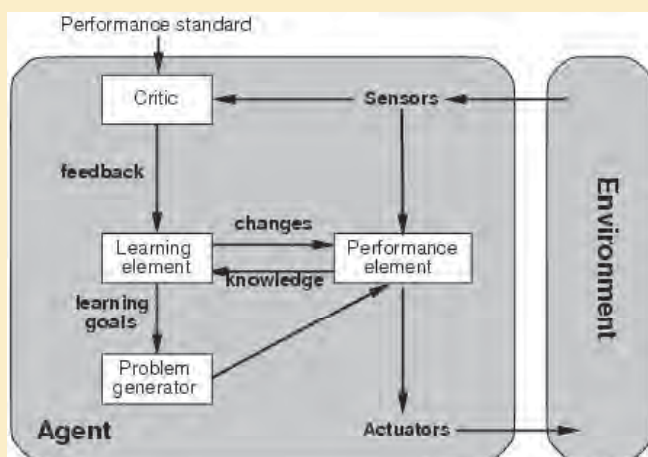 Performance standard
Critic
Sensors
feedback
changes
Learning
element
Performance
element
knowledge
learning
goals
Problem
generator
Agent
Actuators
Environment